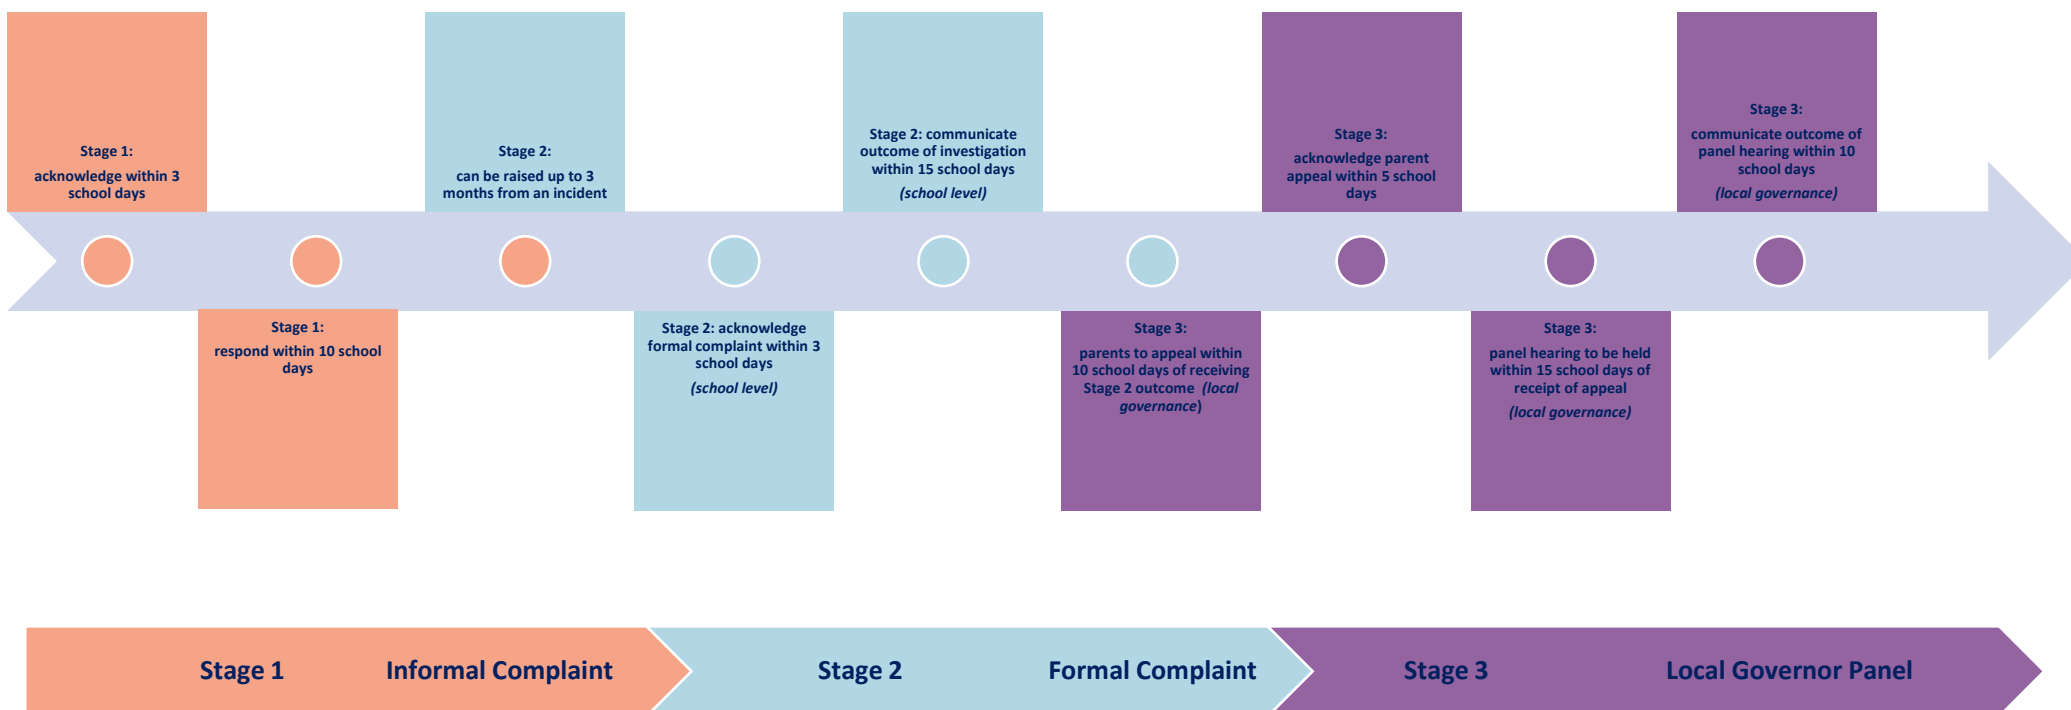 Stage 1:
acknowledge within 3
school days
Stage 1:
respond within 10 school
days
Stage 2:
can be raised up to 3
months from an incident
Stage 2: acknowledge
formal complaint within 3
school days
(school level)
Stage 2: communicate
outcome of investigation
within 15 school days
(school level)
Stage 3:
parents to appeal within
10 school days of receiving
Stage 2 outcome (local
governance)
Stage 3:
acknowledge parent
appeal within 5 school
days
Stage 3:
panel hearing to be held
within 15 school days of
receipt of appeal
(local governance)
Stage 3:
communicate outcome of
panel hearing within 10
school days
(local governance)
Stage 1 Informal Complaint
Stage 2 Formal Complaint
Stage 3 Local Governor Panel